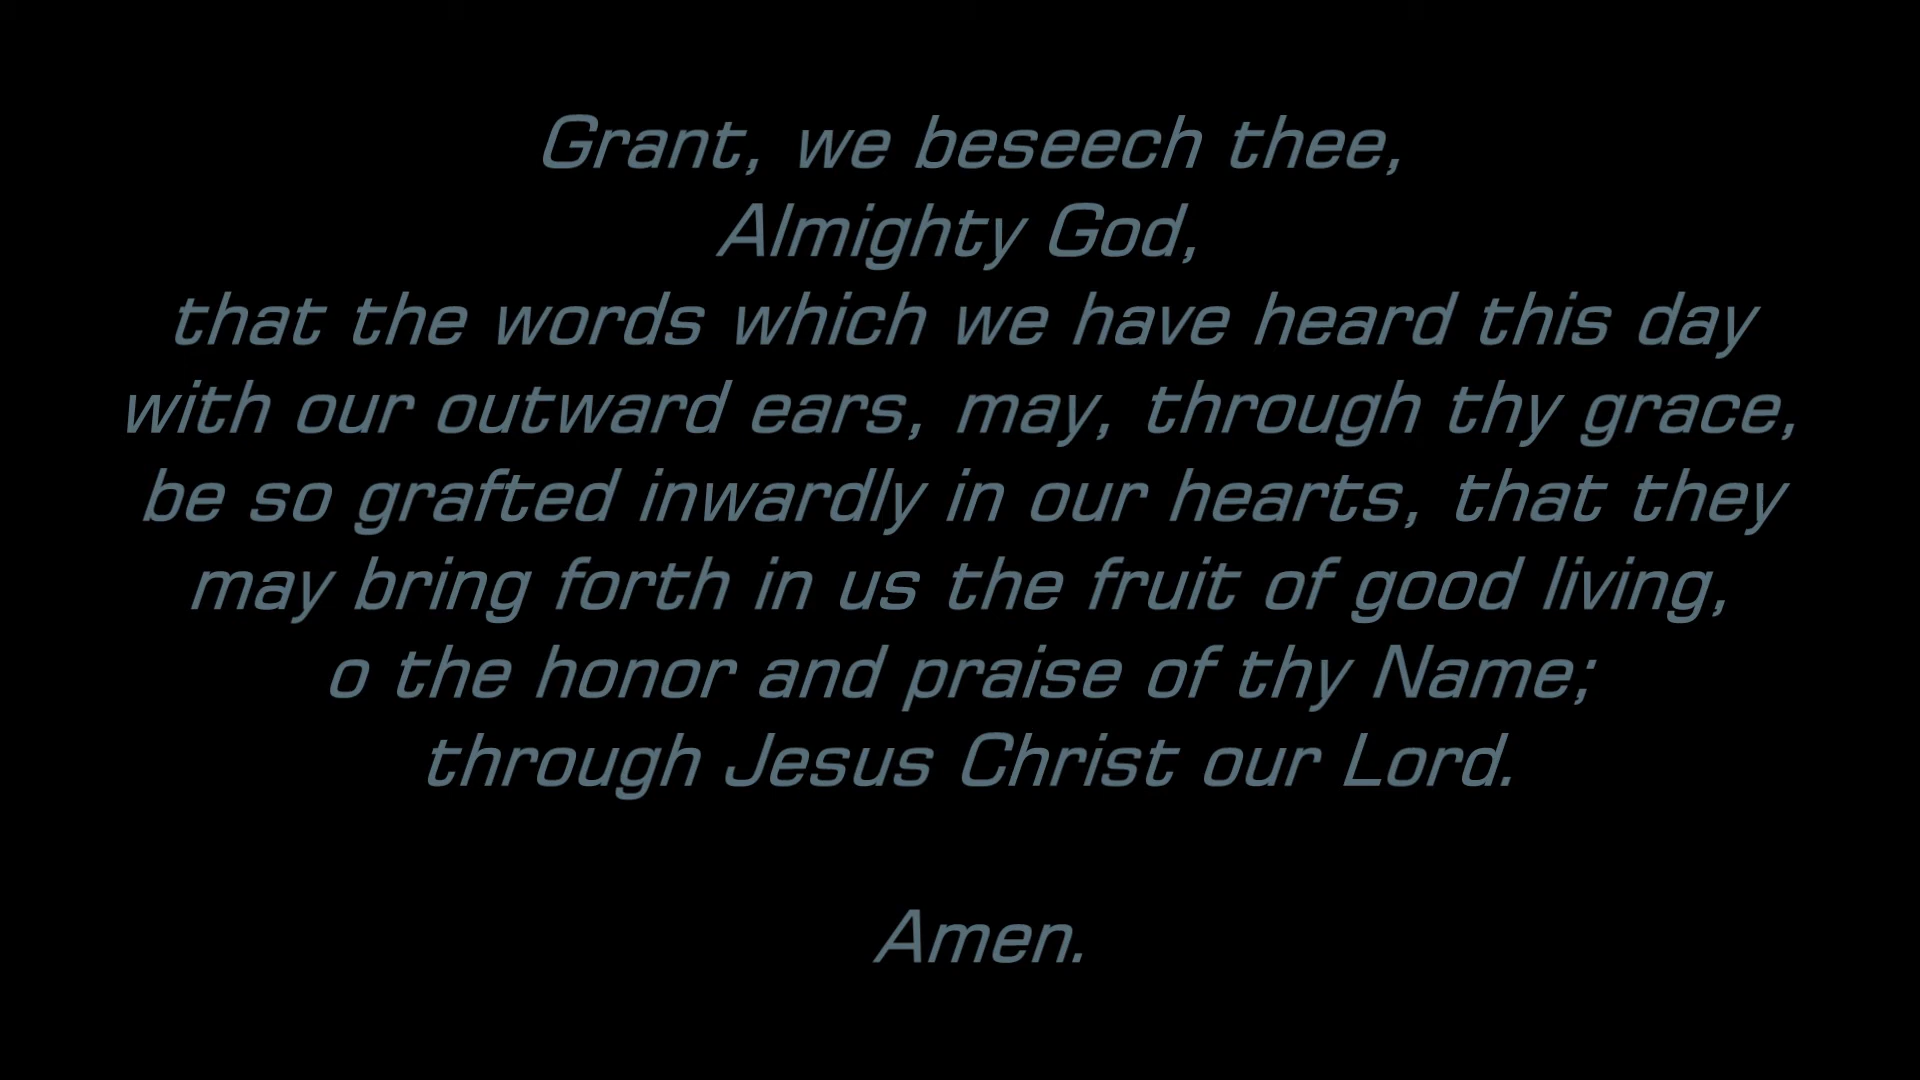 Grant, we beseech thee,
Almighty God,
that the words which we have heard this day
with our outward ears, may, through thy grace,
be so grafted inwardly in our hearts, that they
may bring forth in us the fruit of good living,
o the honor and praise of thy Name;
through Jesus Christ our Lord.
Amen.